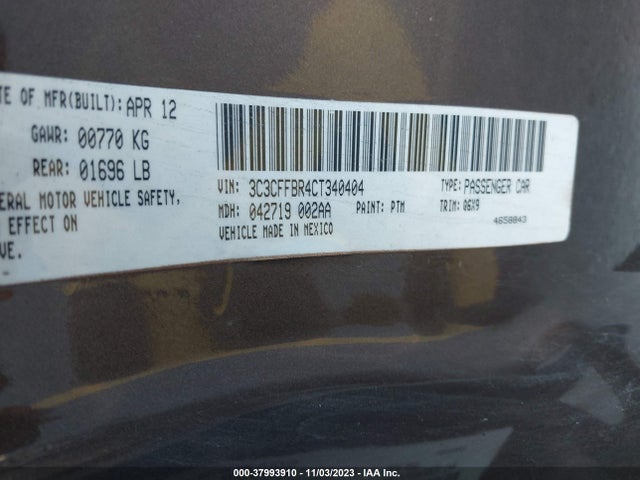 TE OF MFR(BUILT): APR 12
GAWR: 00770 KG
REAR: 01696 LB
ERAL MOTOR VEHICLE SAFETY,
EFFECT ON
VE.
VIN: 3C3CFFBR4CT340404
TYPE: PASSENGER CAR
MDH: 042719 002AA
PAINT: PTM
TRIM: Q6X9
VEHICLE MADE IN MEXICO
4658843
000-37993910 - 11/03/2023 - IAA Inc.